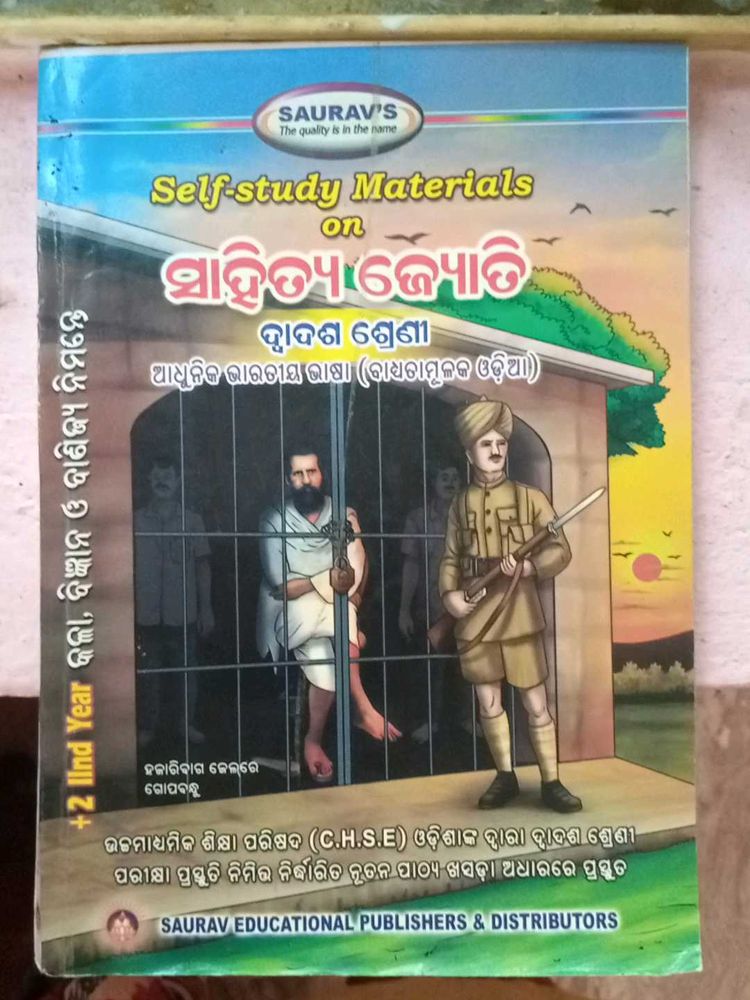 SAURAV'S
The quality is in the name
Self-study Materials
on
ସାହିତ୍ୟ ଜ୍ୟୋତି
ଦ୍ୱାଦଶ ଶ୍ରେଣୀ
ଆଧୁନିକ ଭାରତୀୟ ଭାଷା (ବାଧ୍ୟତାମୂଳକ ଓଡ଼ିଆ)
+2 IInd Year କଳା, ବିଜ୍ଞାନ ଓ ବାଣିଜ୍ୟ ନିମନ୍ତେ
ହଜାରିବାଗ ଜେଲରେ
ଗୋପବନ୍ଧୁ
ଉଚ୍ଚମାଧ୍ୟମିକ ଶିକ୍ଷା ପରିଷଦ (C.H.S.E) ଓଡ଼ିଶାଙ୍କ ଦ୍ୱାରା ଦ୍ୱାଦଶ ଶ୍ରେଣୀ
ପରୀକ୍ଷା ପ୍ରସ୍ତୁତି ନିମିତ୍ତ ନିର୍ଦ୍ଧାରିତ ନୂତନ ପାଠ୍ୟ ଖସଡ଼ା ଅଧାରରେ ପ୍ରସ୍ତୁତ
SAURAV EDUCATIONAL PUBLISHERS & DISTRIBUTORS